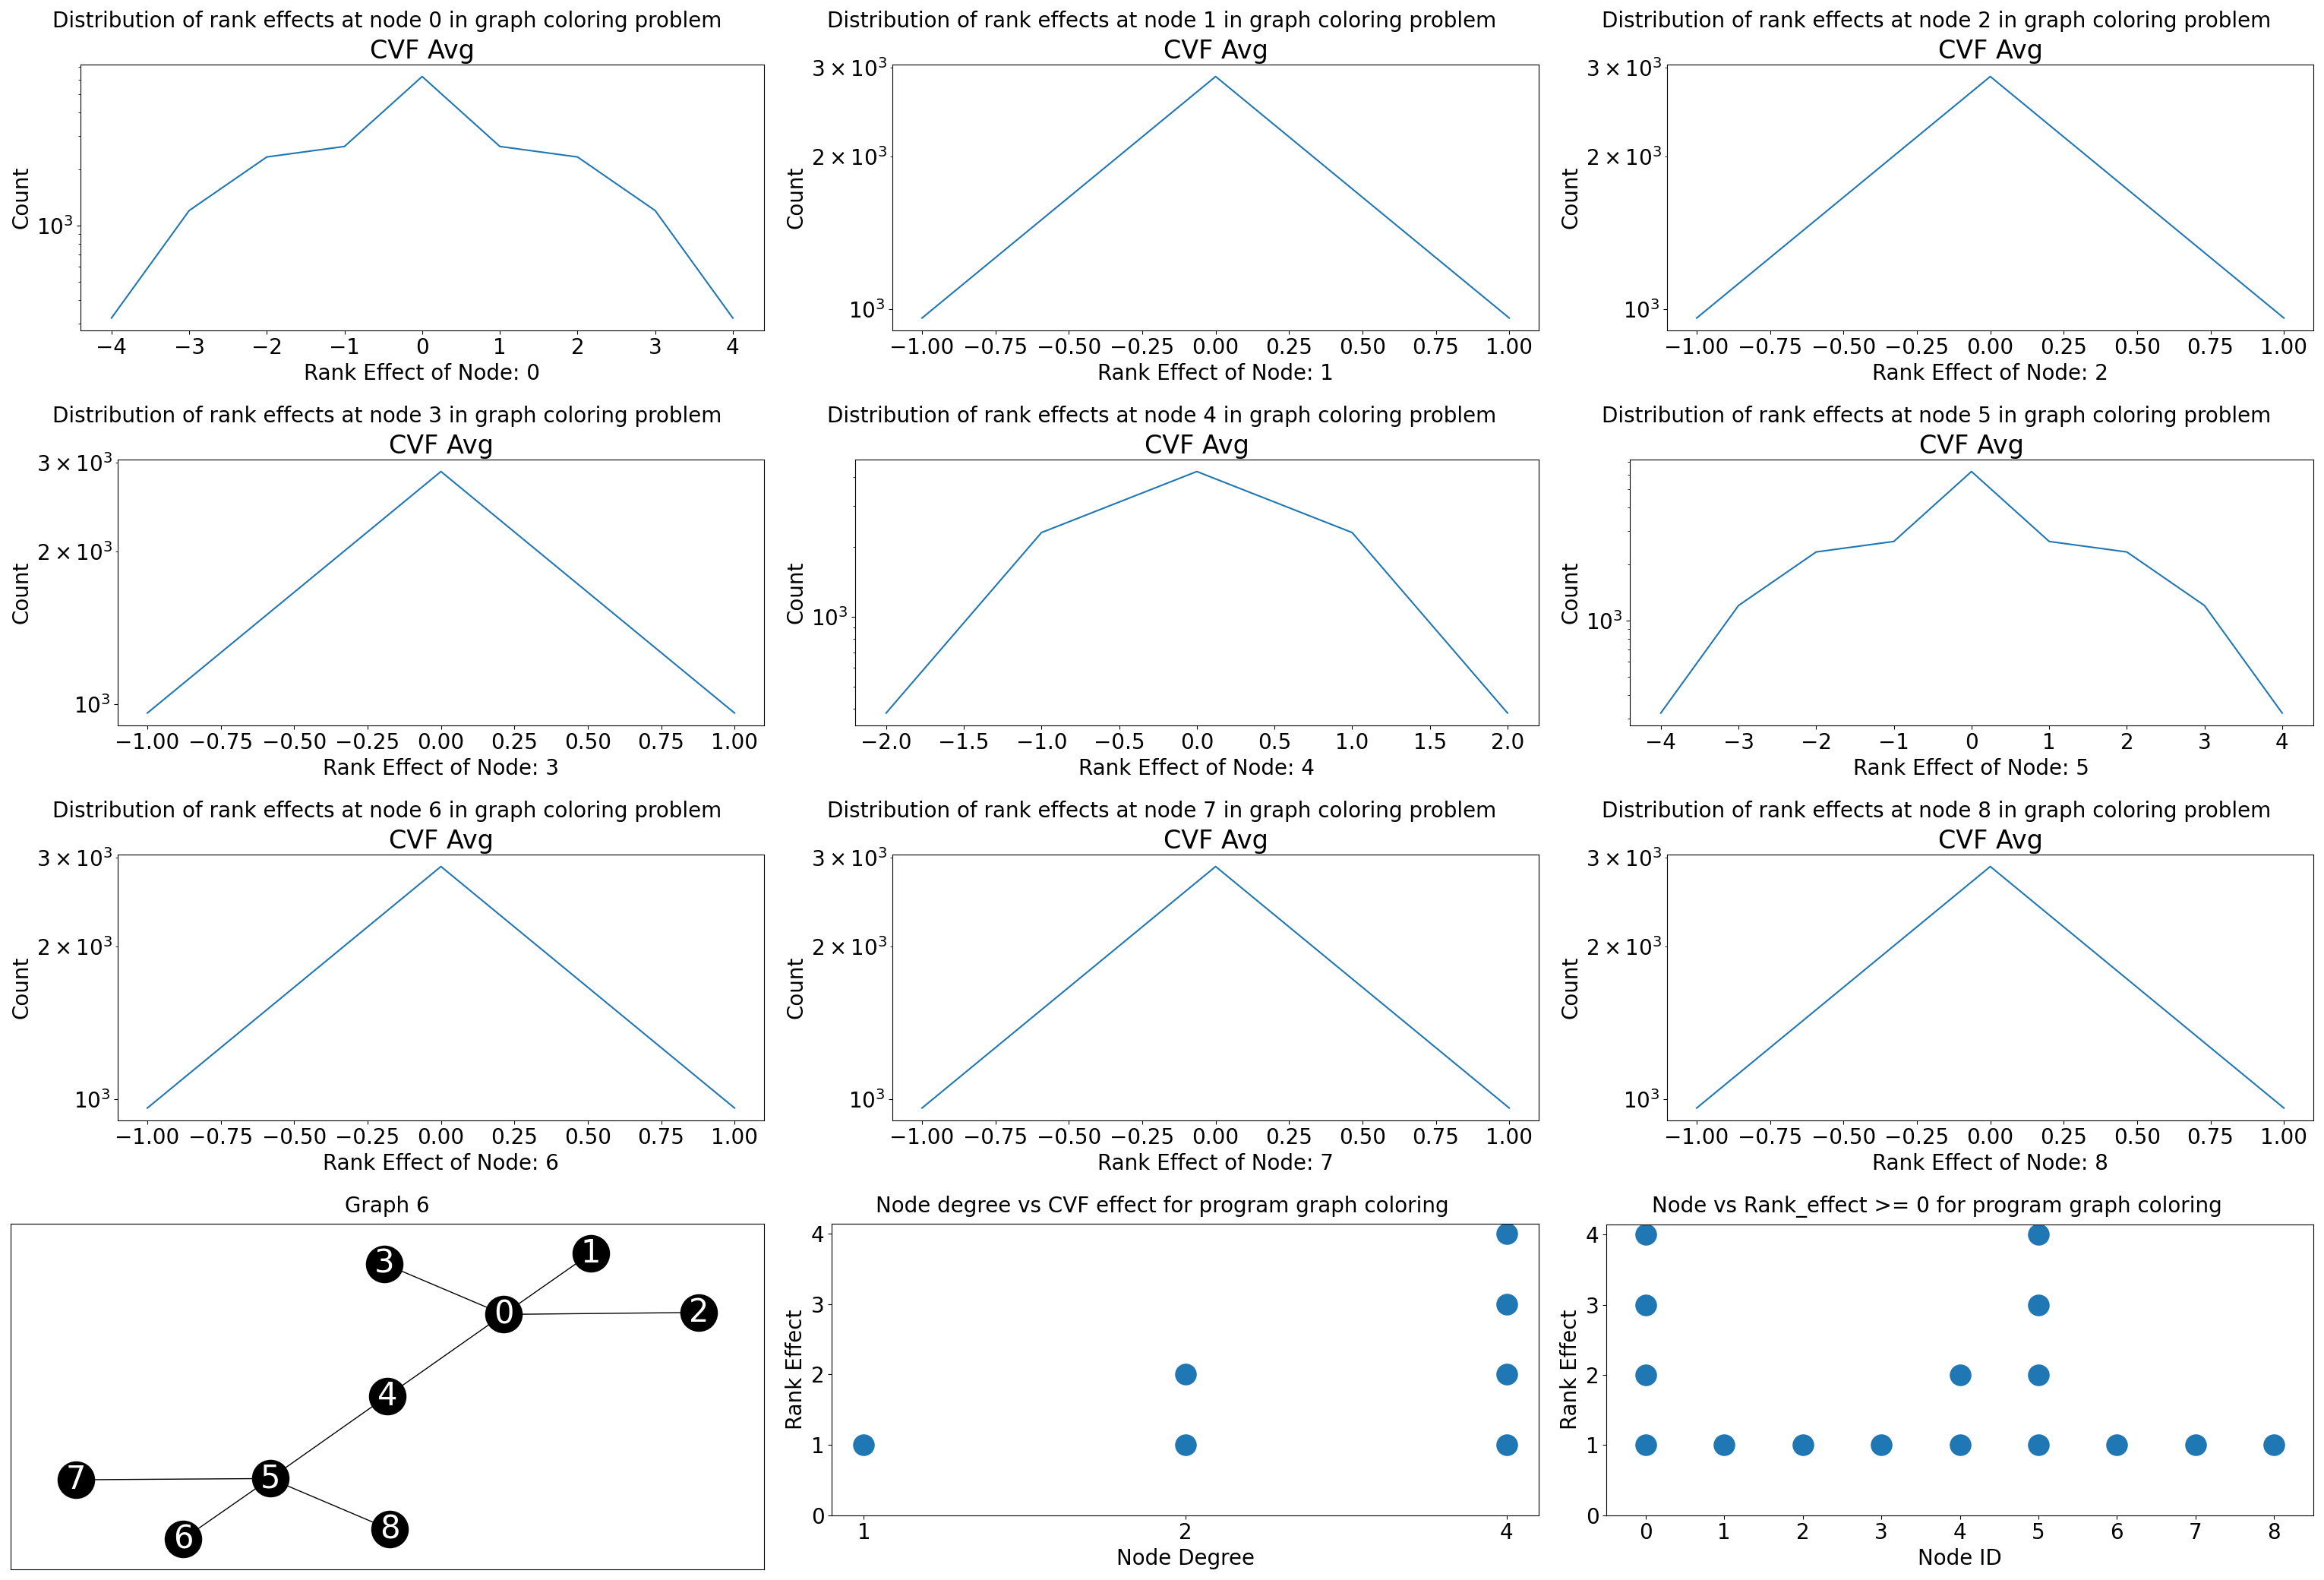 Distribution of rank effects at node 0 in graph coloring problem
CVF Avg
Count
10³
−4 −3 −2 −1 0 1 2 3 4
Rank Effect of Node: 0
Distribution of rank effects at node 1 in graph coloring problem
CVF Avg
Count
3 × 10³
2 × 10³
10³
−1.00 −0.75 −0.50 −0.25 0.00 0.25 0.50 0.75 1.00
Rank Effect of Node: 1
Distribution of rank effects at node 2 in graph coloring problem
CVF Avg
Count
3 × 10³
2 × 10³
10³
−1.00 −0.75 −0.50 −0.25 0.00 0.25 0.50 0.75 1.00
Rank Effect of Node: 2
Distribution of rank effects at node 3 in graph coloring problem
CVF Avg
Count
3 × 10³
2 × 10³
10³
−1.00 −0.75 −0.50 −0.25 0.00 0.25 0.50 0.75 1.00
Rank Effect of Node: 3
Distribution of rank effects at node 4 in graph coloring problem
CVF Avg
Count
10³
−2.0 −1.5 −1.0 −0.5 0.0 0.5 1.0 1.5 2.0
Rank Effect of Node: 4
Distribution of rank effects at node 5 in graph coloring problem
CVF Avg
Count
10³
−4 −3 −2 −1 0 1 2 3 4
Rank Effect of Node: 5
Distribution of rank effects at node 6 in graph coloring problem
CVF Avg
Count
3 × 10³
2 × 10³
10³
−1.00 −0.75 −0.50 −0.25 0.00 0.25 0.50 0.75 1.00
Rank Effect of Node: 6
Distribution of rank effects at node 7 in graph coloring problem
CVF Avg
Count
3 × 10³
2 × 10³
10³
−1.00 −0.75 −0.50 −0.25 0.00 0.25 0.50 0.75 1.00
Rank Effect of Node: 7
Distribution of rank effects at node 8 in graph coloring problem
CVF Avg
Count
3 × 10³
2 × 10³
10³
−1.00 −0.75 −0.50 −0.25 0.00 0.25 0.50 0.75 1.00
Rank Effect of Node: 8
Graph 6
1
3
0
2
4
5
7
6
8
Node degree vs CVF effect for program graph coloring
Rank Effect
4
3
2
1
0
1 2 4
Node Degree
Node vs Rank_effect >= 0 for program graph coloring
Rank Effect
4
3
2
1
0
0 1 2 3 4 5 6 7 8
Node ID